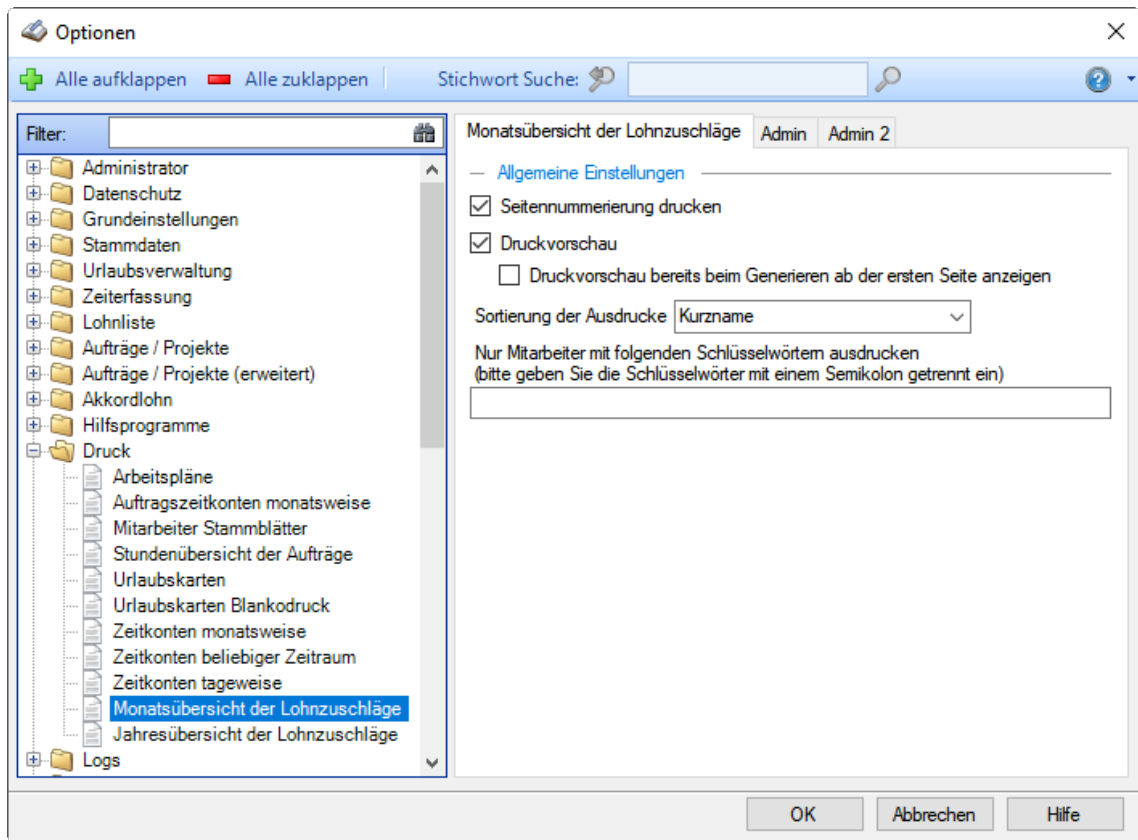 Optionen
Alle aufklappen
Alle zuklappen
Stichwort Suche:
Filter:
Administrator
Datenschutz
Grundeinstellungen
Stammdaten
Urlaubsverwaltung
Zeiterfassung
Lohnliste
Aufträge / Projekte
Aufträge / Projekte (erweitert)
Akkordlohn
Hilfsprogramme
Druck
Arbeitspläne
Auftragszeitkonten monatsweise
Mitarbeiter Stammblätter
Stundenübersicht der Aufträge
Urlaubskarten
Urlaubskarten Blankodruck
Zeitkonten monatsweise
Zeitkonten beliebiger Zeitraum
Zeitkonten tageweise
Monatsübersicht der Lohnzuschläge
Jahresübersicht der Lohnzuschläge
Logs
Monatsübersicht der Lohnzuschläge
Admin
Admin 2
Allgemeine Einstellungen
Seitennummerierung drucken
Druckvorschau
Druckvorschau bereits beim Generieren ab der ersten Seite anzeigen
Sortierung der Ausdrucke Kurzname
Nur Mitarbeiter mit folgenden Schlüsselwörtern ausdrucken
(bitte geben Sie die Schlüsselwörter mit einem Semikolon getrennt ein)
OK
Abbrechen
Hilfe